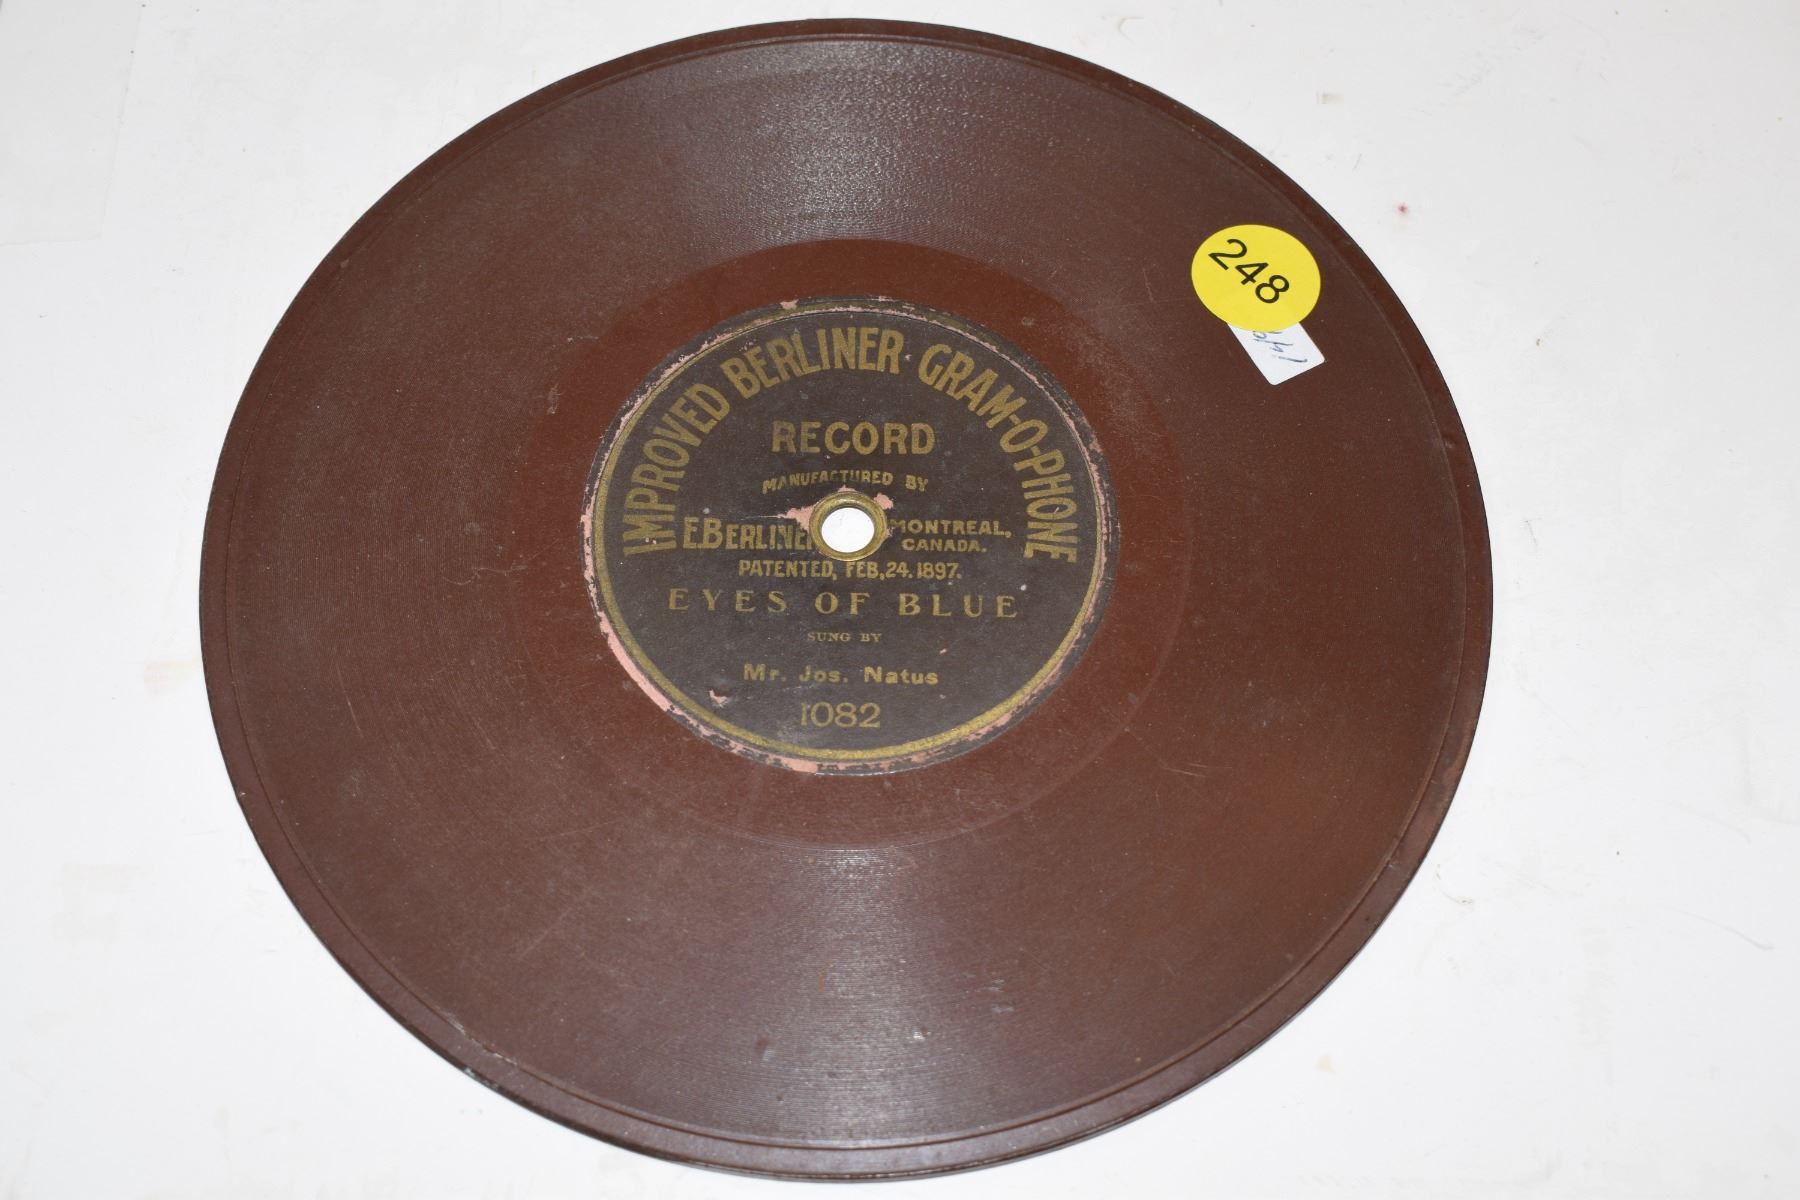 IMPROVED BERLINER GRAM-O-PHONE
RECORD
MANUFACTURED BY
E.BERLINER MONTREAL,
CANADA.
PATENTED, FEB, 24. 1897.
EYES OF BLUE
SUNG BY
Mr. Jos. Natus
1082
248